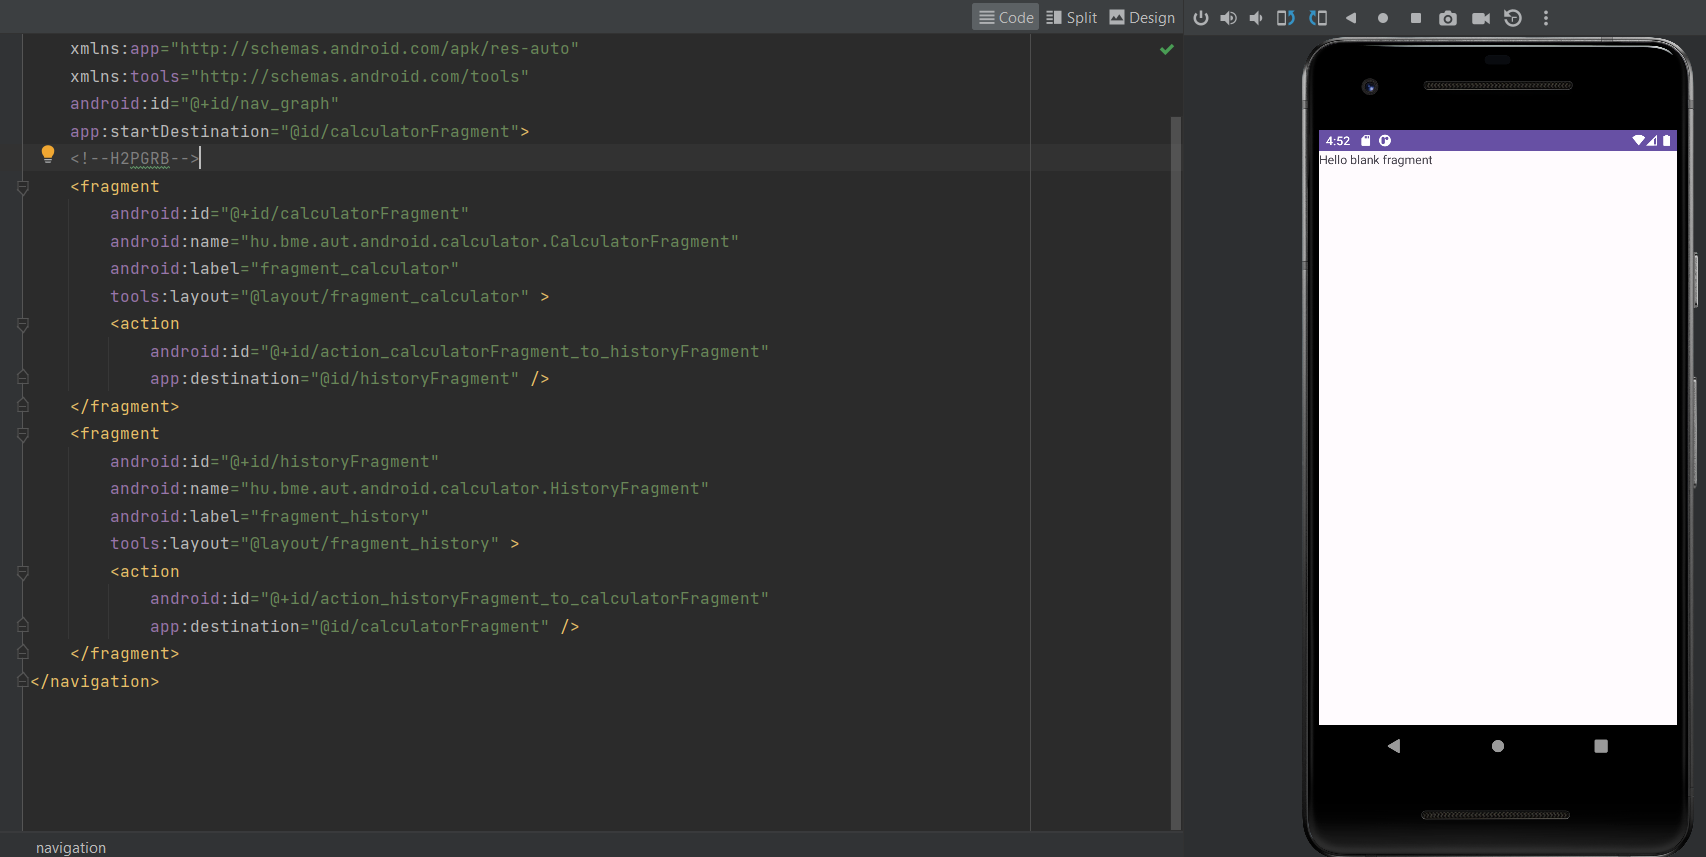 Code Split Design
xmlns:app="http://schemas.android.com/apk/res-auto"
xmlns:tools="http://schemas.android.com/tools"
android:id="@+id/nav_graph"
app:startDestination="@id/calculatorFragment">
<!--H2PGRB-->
<fragment
android:id="@+id/calculatorFragment"
android:name="hu.bme.aut.android.calculator.CalculatorFragment"
android:label="fragment_calculator"
tools:layout="@layout/fragment_calculator" >
<action
android:id="@+id/action_calculatorFragment_to_historyFragment"
app:destination="@id/historyFragment" />
</fragment>
<fragment
android:id="@+id/historyFragment"
android:name="hu.bme.aut.android.calculator.HistoryFragment"
android:label="fragment_history"
tools:layout="@layout/fragment_history" >
<action
android:id="@+id/action_historyFragment_to_calculatorFragment"
app:destination="@id/calculatorFragment" />
</fragment>
</navigation>
navigation
4:52
Hello blank fragment